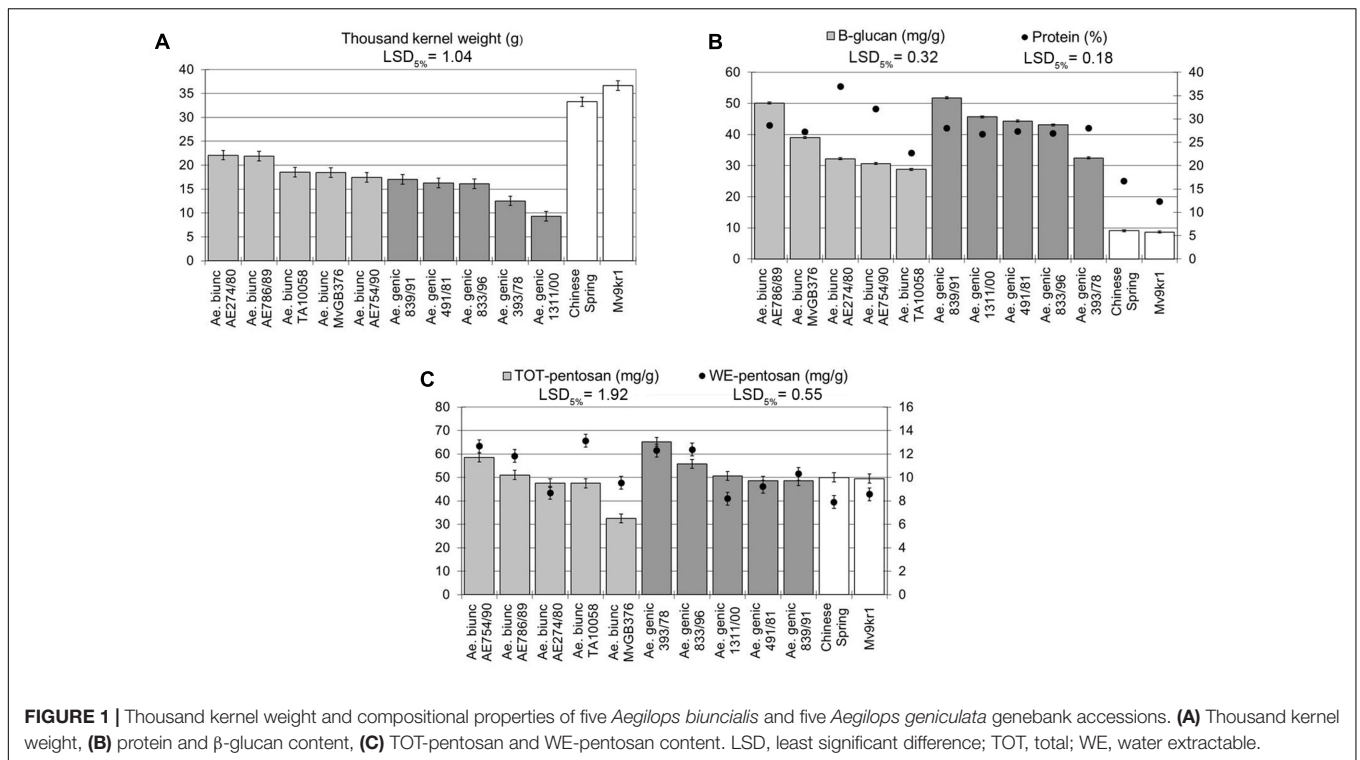 A
Thousand kernel weight (g)
LSD5% = 1.04
40
35
30
25
20
15
10
5
0
Ae. biunc AE274/80
Ae. biunc AE786/89
Ae. biunc TA10058
Ae. biunc MvGB376
Ae. biunc AE754/90
Ae. genic 839/91
Ae. genic 491/81
Ae. genic 833/96
Ae. genic 393/78
Ae. genic 1311/00
Chinese Spring
Mv9kr1
B
B-glucan (mg/g) Protein (%)
LSD5% = 0.32 LSD5% = 0.18
60
50
40
30
20
10
0
40
35
30
25
20
15
10
5
0
Ae. biunc AE786/89
Ae. biunc MvGB376
Ae. biunc AE274/80
Ae. biunc AE754/90
Ae. biunc TA10058
Ae. genic 839/91
Ae. genic 1311/00
Ae. genic 491/81
Ae. genic 833/96
Ae. genic 393/78
Chinese Spring
Mv9kr1
C
TOT-pentosan (mg/g) WE-pentosan (mg/g)
LSD5% = 1.92 LSD5% = 0.55
80
70
60
50
40
30
20
10
0
16
14
12
10
8
6
4
2
0
Ae. biunc AE754/90
Ae. biunc AE786/89
Ae. biunc AE274/80
Ae. biunc TA10058
Ae. biunc MvGB376
Ae. genic 393/78
Ae. genic 833/96
Ae. genic 1311/00
Ae. genic 491/81
Ae. genic 839/91
Chinese Spring
Mv9kr1
FIGURE 1 | Thousand kernel weight and compositional properties of five Aegilops biuncialis and five Aegilops geniculata genebank accessions. (A) Thousand kernel
weight, (B) protein and β-glucan content, (C) TOT-pentosan and WE-pentosan content. LSD, least significant difference; TOT, total; WE, water extractable.